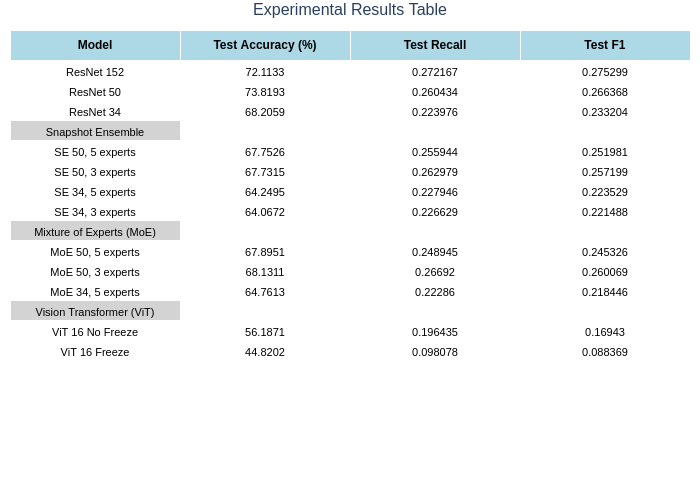 Experimental Results Table
Model Test Accuracy (%) Test Recall Test F1
ResNet 152 72.1133 0.272167 0.275299
ResNet 50 73.8193 0.260434 0.266368
ResNet 34 68.2059 0.223976 0.233204
Snapshot Ensemble
SE 50, 5 experts 67.7526 0.255944 0.251981
SE 50, 3 experts 67.7315 0.262979 0.257199
SE 34, 5 experts 64.2495 0.227946 0.223529
SE 34, 3 experts 64.0672 0.226629 0.221488
Mixture of Experts (MoE)
MoE 50, 5 experts 67.8951 0.248945 0.245326
MoE 50, 3 experts 68.1311 0.26692 0.260069
MoE 34, 5 experts 64.7613 0.22286 0.218446
Vision Transformer (ViT)
ViT 16 No Freeze 56.1871 0.196435 0.16943
ViT 16 Freeze 44.8202 0.098078 0.088369